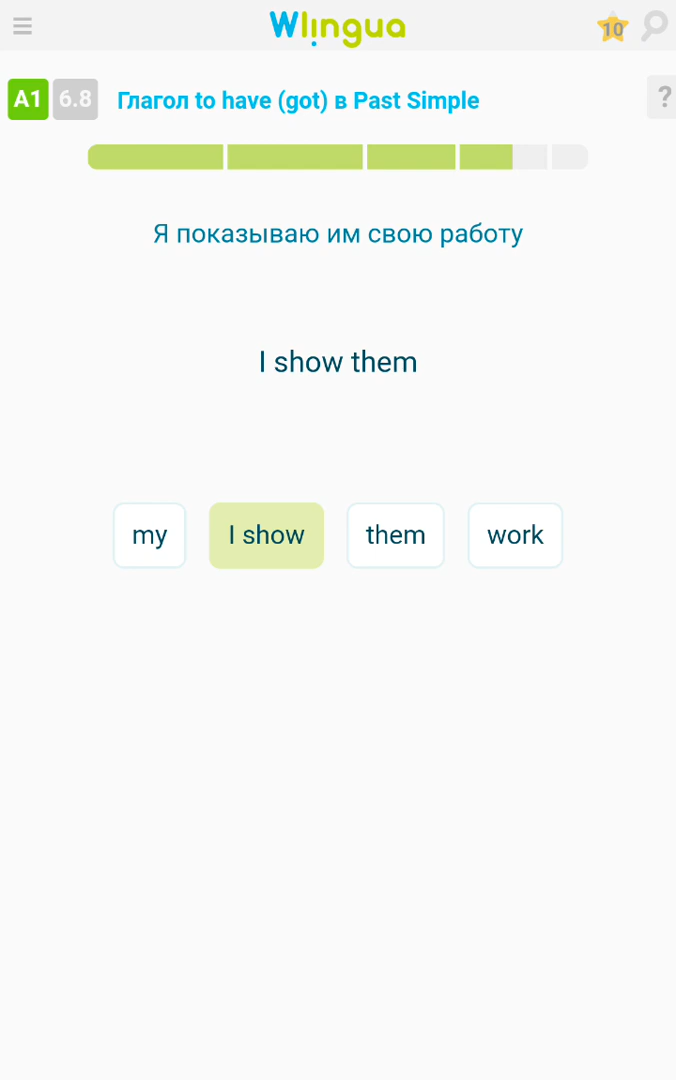 Wlingua
10
A1 6.8 Глагол to have (got) в Past Simple ?
Я показываю им свою работу
I show them
my I show them work